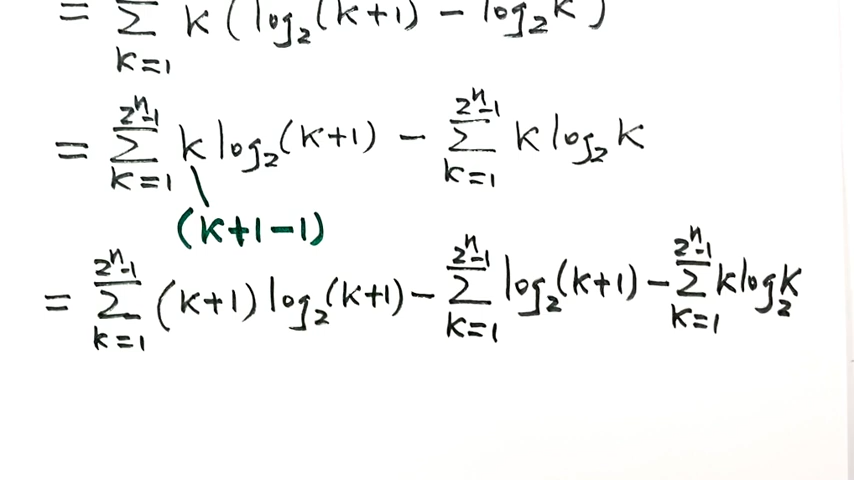 = ∑_{k=1} k (log₂(k+1) − log₂k)
= ∑_{k=1}^{2ⁿ−1} k log₂(k+1) − ∑_{k=1}^{2ⁿ−1} k log₂ k
(k+1−1)
= ∑_{k=1}^{2ⁿ−1} (k+1) log₂(k+1) − ∑_{k=1}^{2ⁿ−1} log₂(k+1) − ∑_{k=1}^{2ⁿ−1} k log₂ k